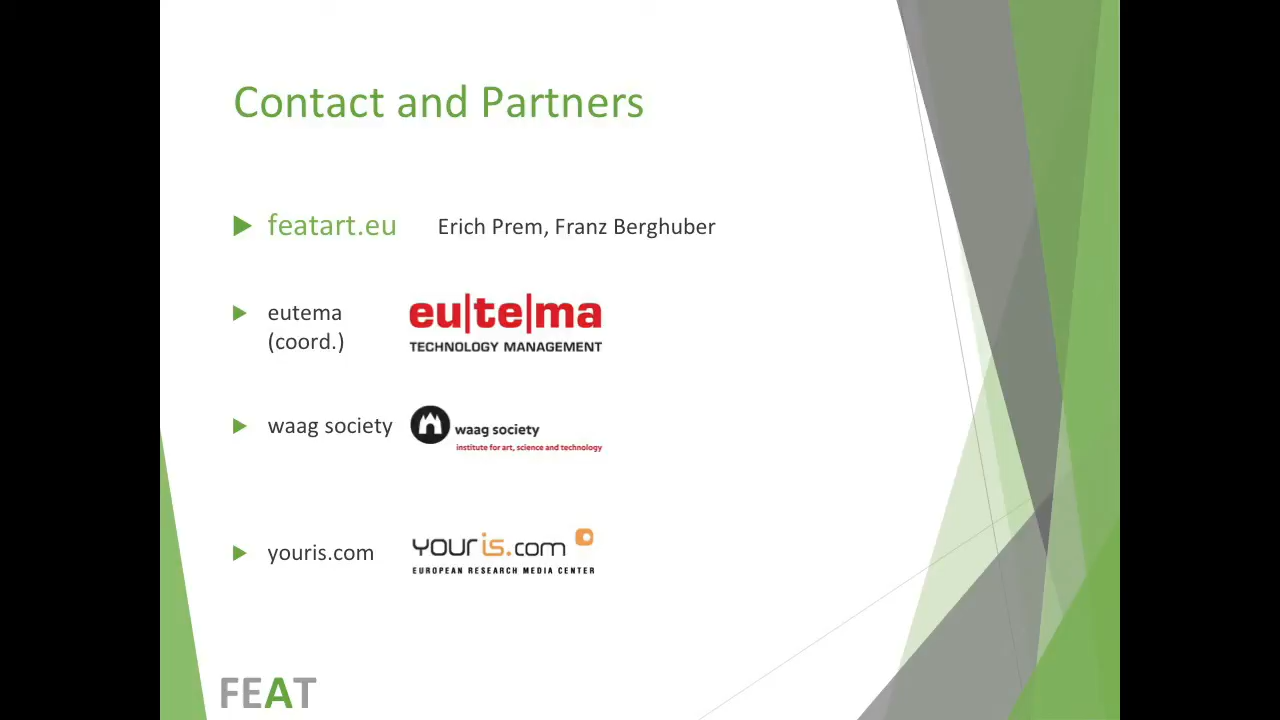 Contact and Partners
featart.eu Erich Prem, Franz Berghuber
eutema
(coord.)
eu|te|ma
TECHNOLOGY MANAGEMENT
waag society
waag society
institute for art, science and technology
youris.com
youris.com
EUROPEAN RESEARCH MEDIA CENTER
FEAT